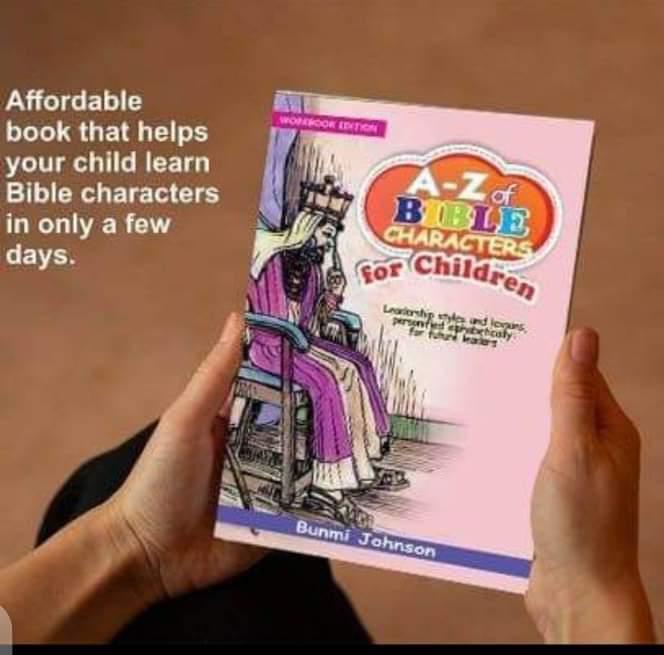 Affordable
book that helps
your child learn
Bible characters
in only a few
days.
WORKBOOK EDITION
A-Z of
BIBLE
CHARACTERS
for Children
Leadership styles and lessons,
personified alphabetically:
for future leaders
Bunmi Johnson